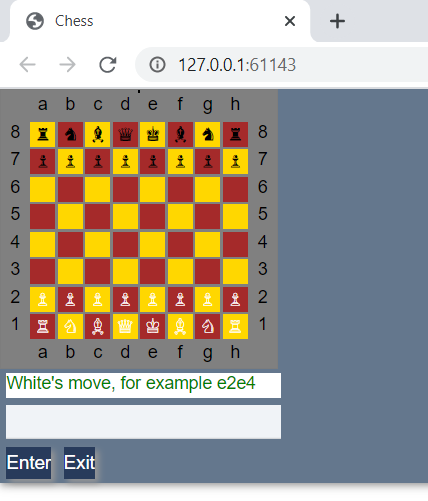 Chess
127.0.0.1:61143
a b c d e f g h
8 ♜ ♞ ♝ ♛ ♚ ♝ ♞ ♜ 8
7 ♟ ♟ ♟ ♟ ♟ ♟ ♟ ♟ 7
6 6
5 5
4 4
3 3
2 ♙ ♙ ♙ ♙ ♙ ♙ ♙ ♙ 2
1 ♖ ♘ ♗ ♕ ♔ ♗ ♘ ♖ 1
a b c d e f g h
White's move, for example e2e4
Enter Exit